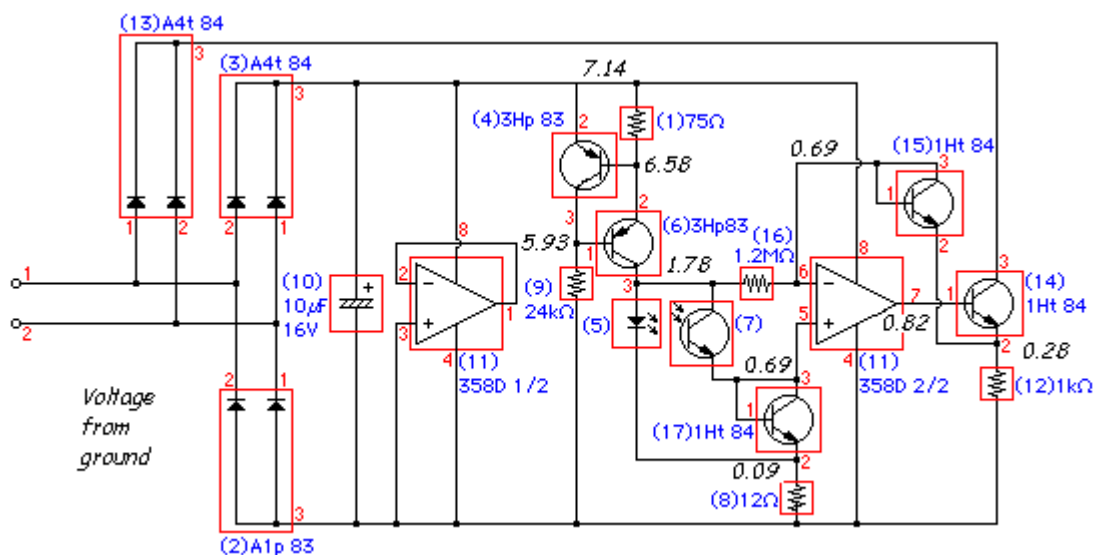 (13)A4t 84
3
(3)A4t 84
3
7.14
(4)3Hp 83
2
(1)75Ω
6.58
0.69
(15)1Ht 84
3
1
2
1
2
2
1
3
2
(6)3Hp83
5.93
1
8
(16)
1.2MΩ
1.78
8
(14)
1Ht 84
3
1
(10)
10µF
16V
+
2
−
+
3
1
4
(9)
24kΩ
3
(5)
(7)
6
−
5
+
7
0.82
1
2
0.28
2
(11)
358D 1/2
0.69
3
4
(11)
358D 2/2
(12)1kΩ
2
1
Voltage
from
ground
1
(17)1Ht 84
2
0.09
(8)12Ω
3
(2)A1p 83